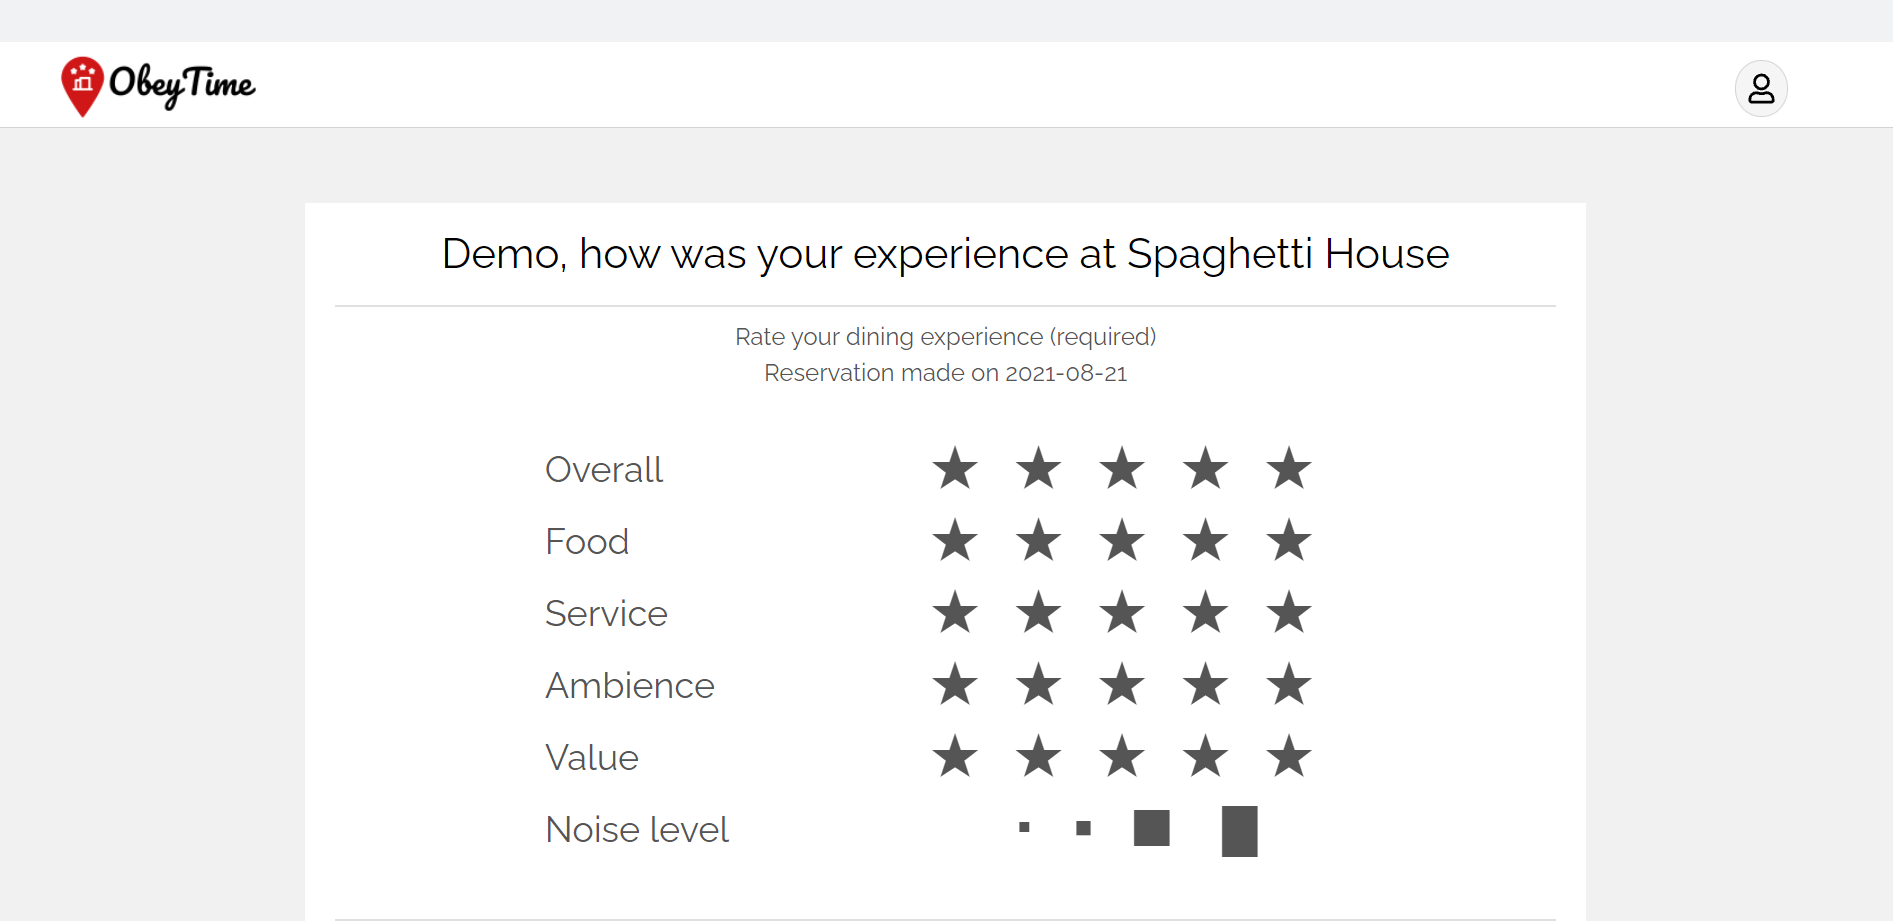 ObeyTime
Demo, how was your experience at Spaghetti House
Rate your dining experience (required)
Reservation made on 2021-08-21
Overall ★ ★ ★ ★ ★
Food ★ ★ ★ ★ ★
Service ★ ★ ★ ★ ★
Ambience ★ ★ ★ ★ ★
Value ★ ★ ★ ★ ★
Noise level